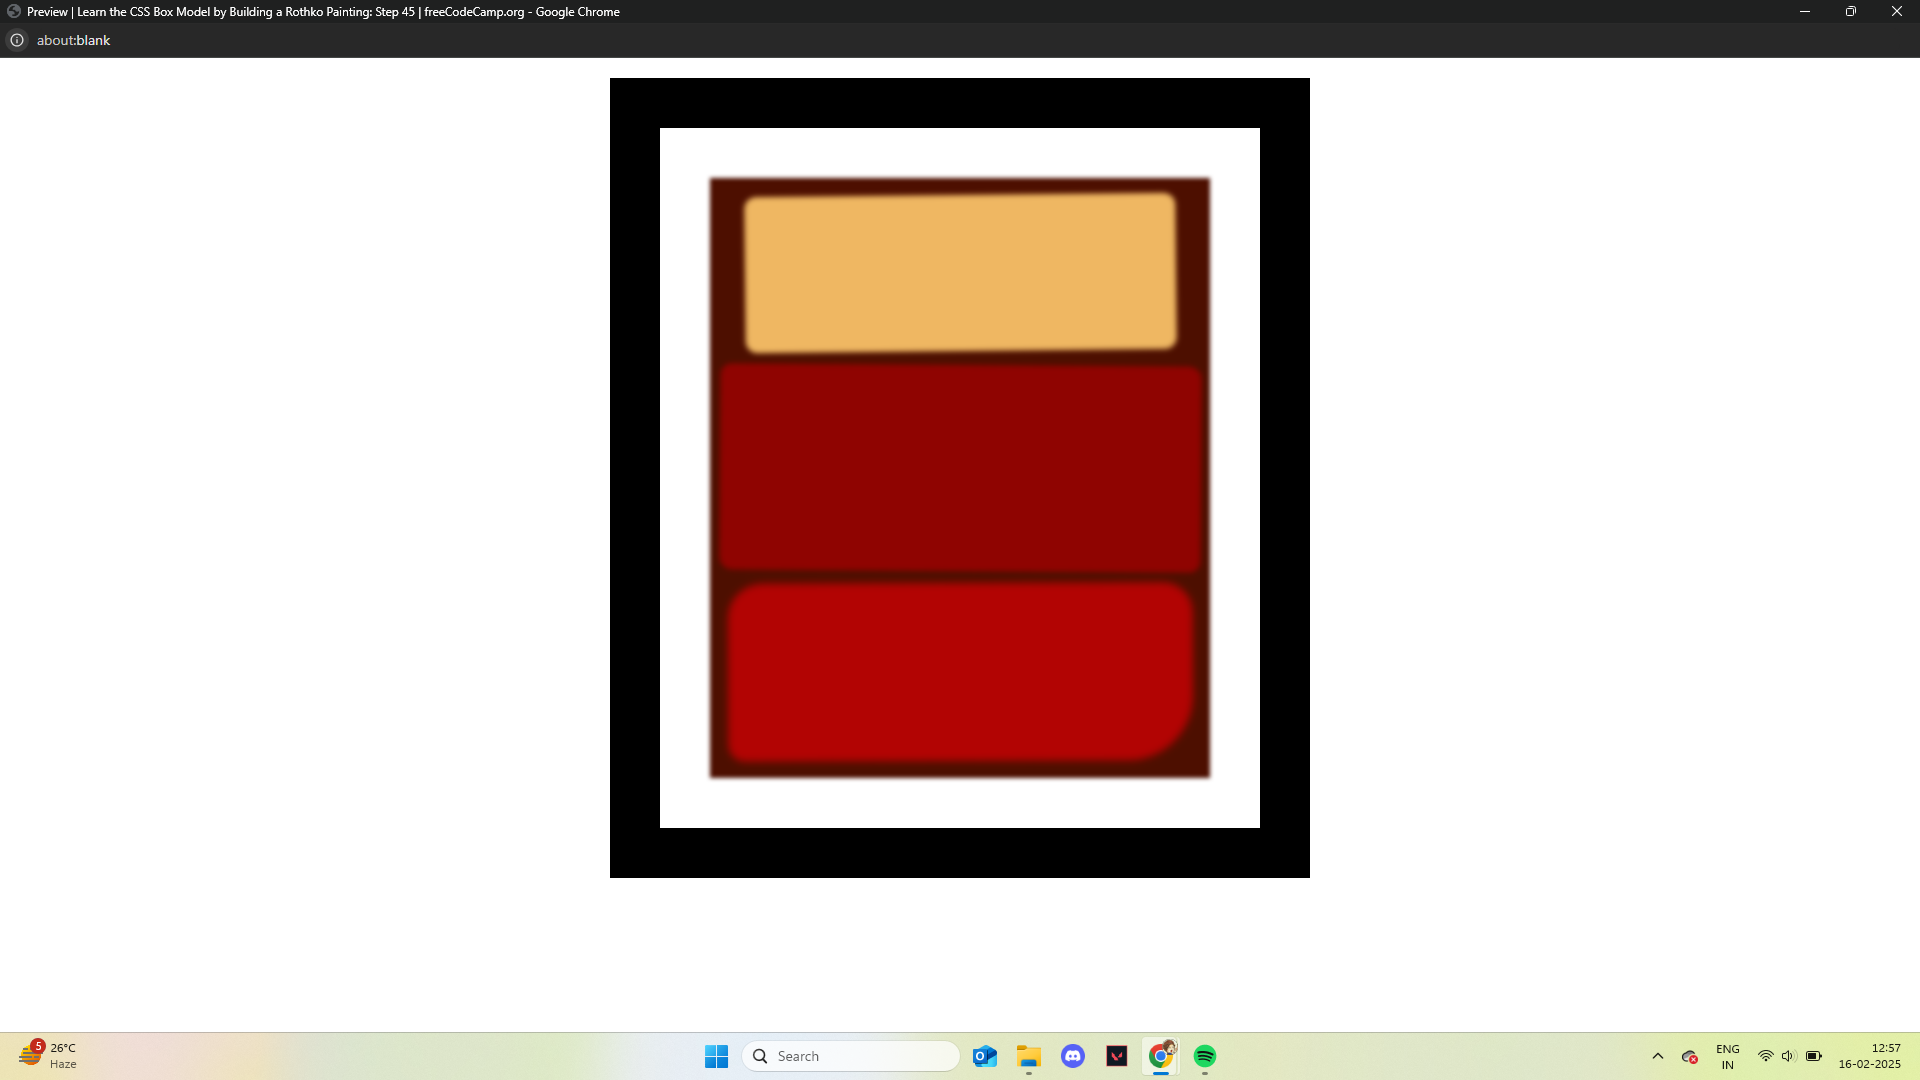 Preview | Learn the CSS Box Model by Building a Rothko Painting: Step 45 | freeCodeCamp.org - Google Chrome
about:blank
5
26°C
Haze
Search
ENG
IN
12:57
16-02-2025